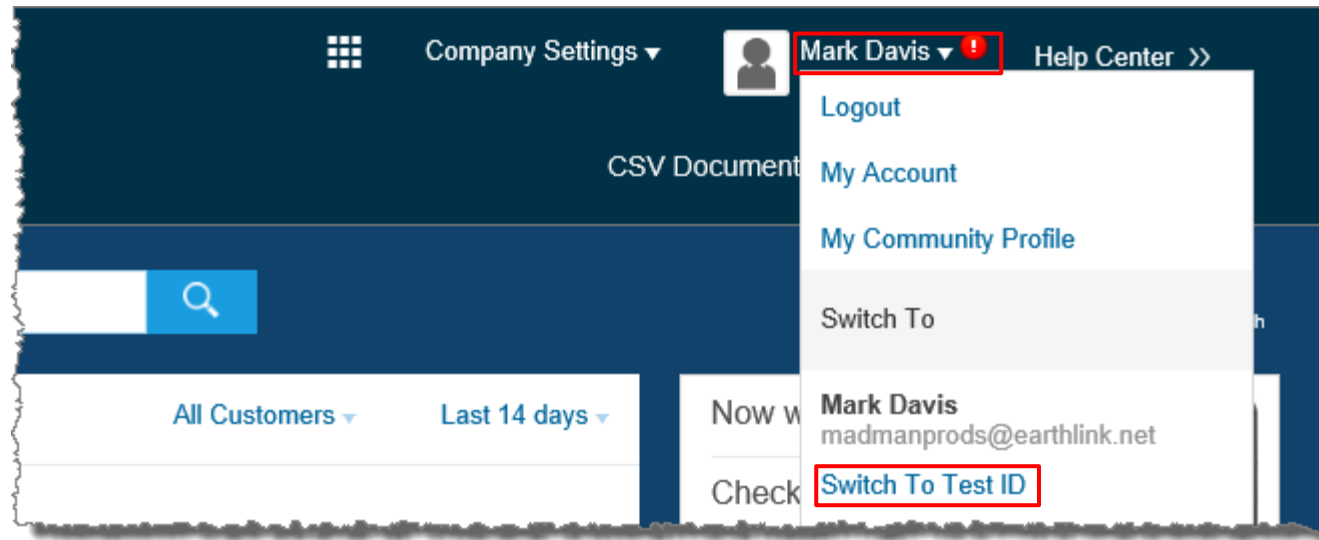 Company Settings
Mark Davis
Help Center >>
Logout
CSV Document
My Account
My Community Profile
Switch To
All Customers
Last 14 days
Now
Mark Davis
madmanprods@earthlink.net
Check
Switch To Test ID